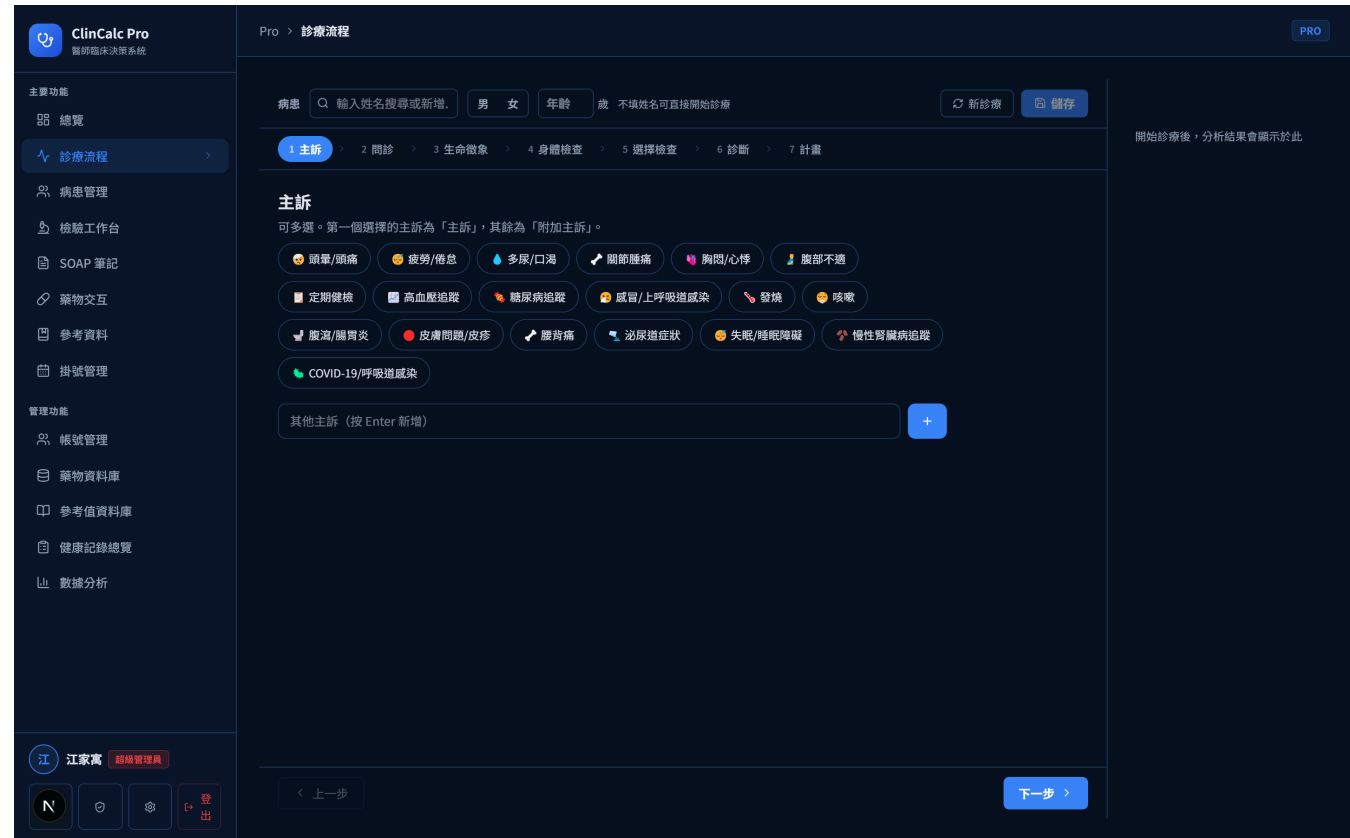 ClinCalc Pro
醫師臨床決策系統
主要功能
總覽
診療流程
病患管理
檢驗工作台
SOAP 筆記
藥物交互
參考資料
掛號管理
管理功能
帳號管理
藥物資料庫
參考值資料庫
健康記錄總覽
數據分析
江 江家寓 超級管理員
N 登出
Pro > 診療流程
PRO
病患 輸入姓名搜尋或新增. 男 女 年齡 歲 不填姓名可直接開始診療 新診療 儲存
1 主訴 2 問診 3 生命徵象 4 身體檢查 5 選擇檢查 6 診斷 7 計畫
主訴
可多選。第一個選擇的主訴為「主訴」，其餘為「附加主訴」。
頭暈/頭痛 疲勞/倦怠 多尿/口渴 關節腫痛 胸悶/心悸 腹部不適
定期健檢 高血壓追蹤 糖尿病追蹤 感冒/上呼吸道感染 發燒 咳嗽
腹瀉/腸胃炎 皮膚問題/皮疹 腰背痛 泌尿道症狀 失眠/睡眠障礙 慢性腎臟病追蹤
COVID-19/呼吸道感染
其他主訴（按 Enter 新增） +
上一步 下一步
開始診療後，分析結果會顯示於此